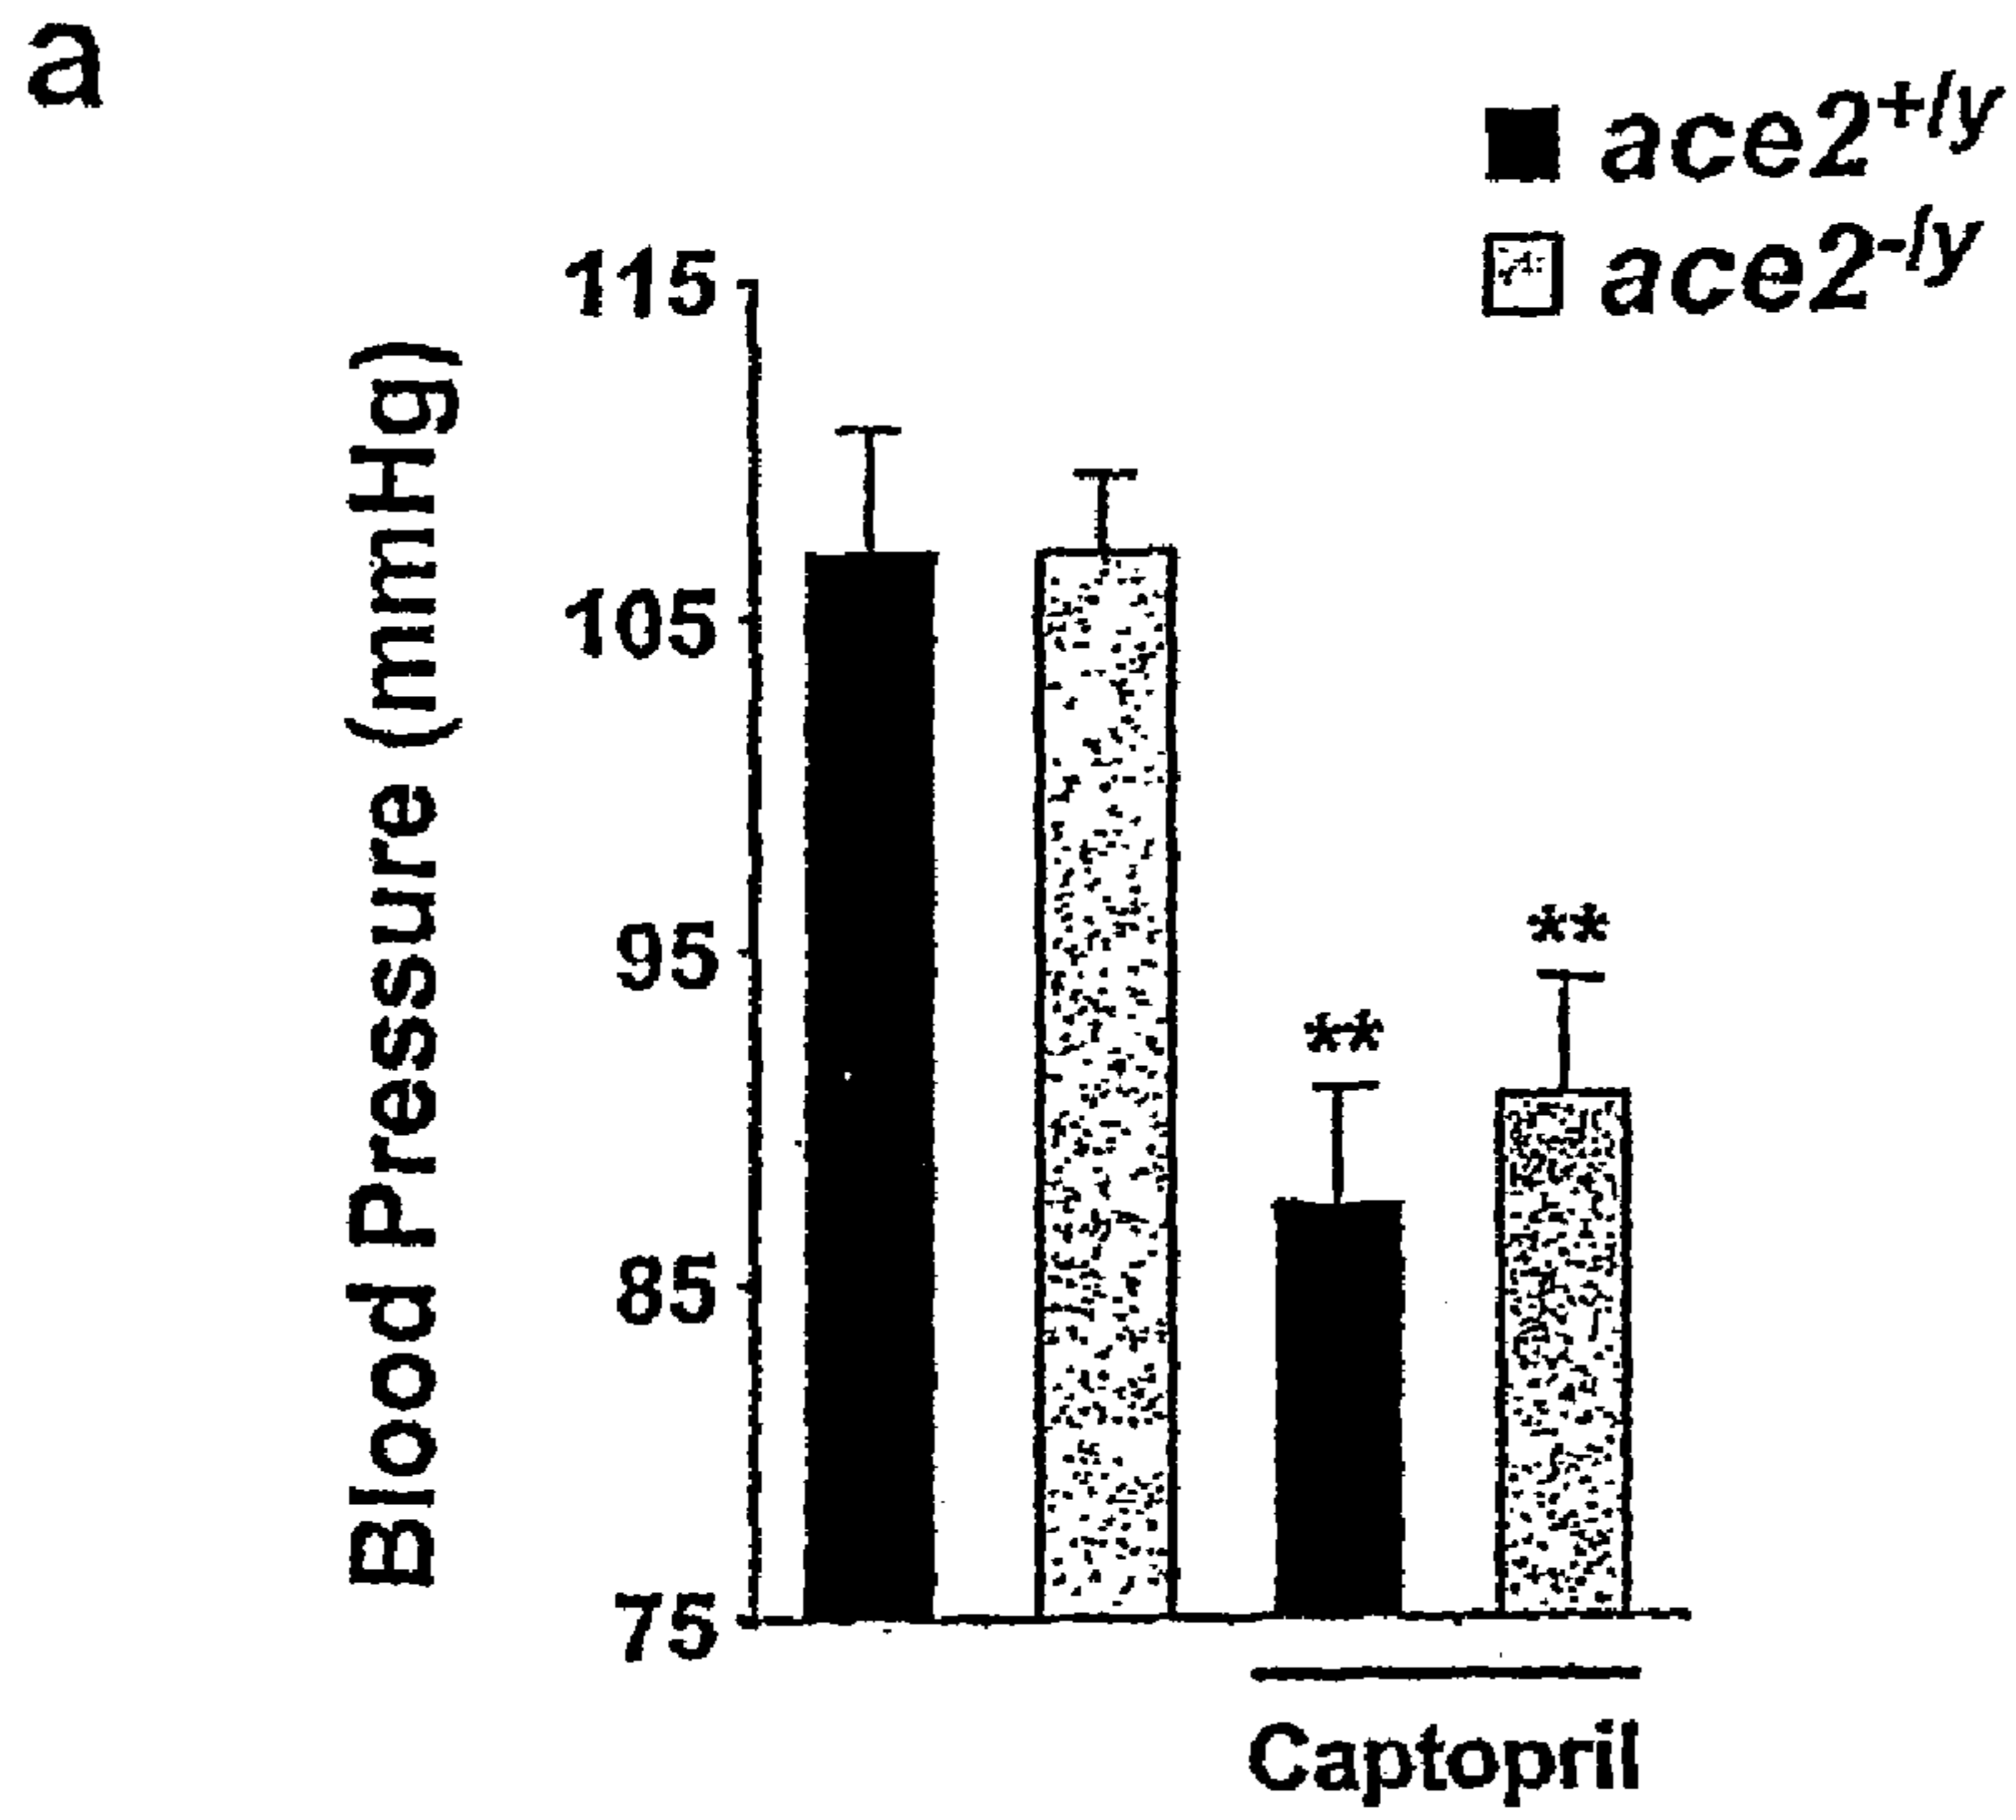 a
ace2+/y
ace2-/y
Blood Pressure (mmHg)
115
105
95
85
75
**
**
Captopril